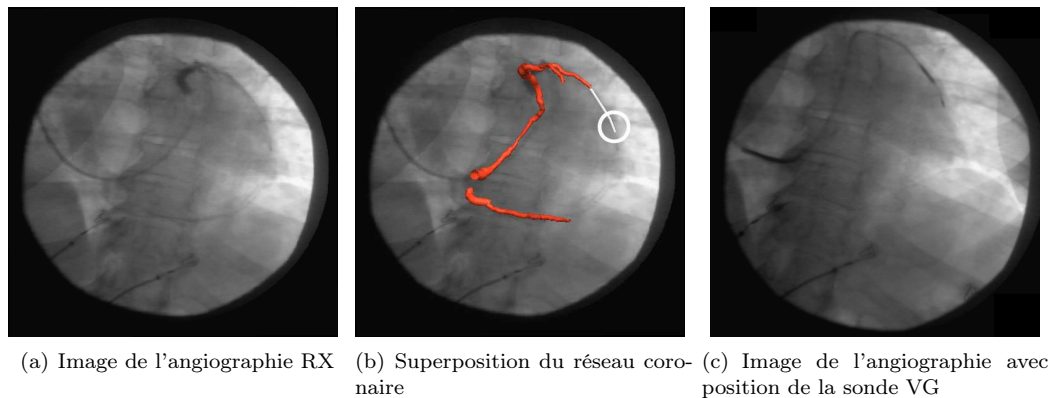 (a) Image de l'angiographie RX
(b) Superposition du réseau coro-
naire
(c) Image de l'angiographie avec
position de la sonde VG